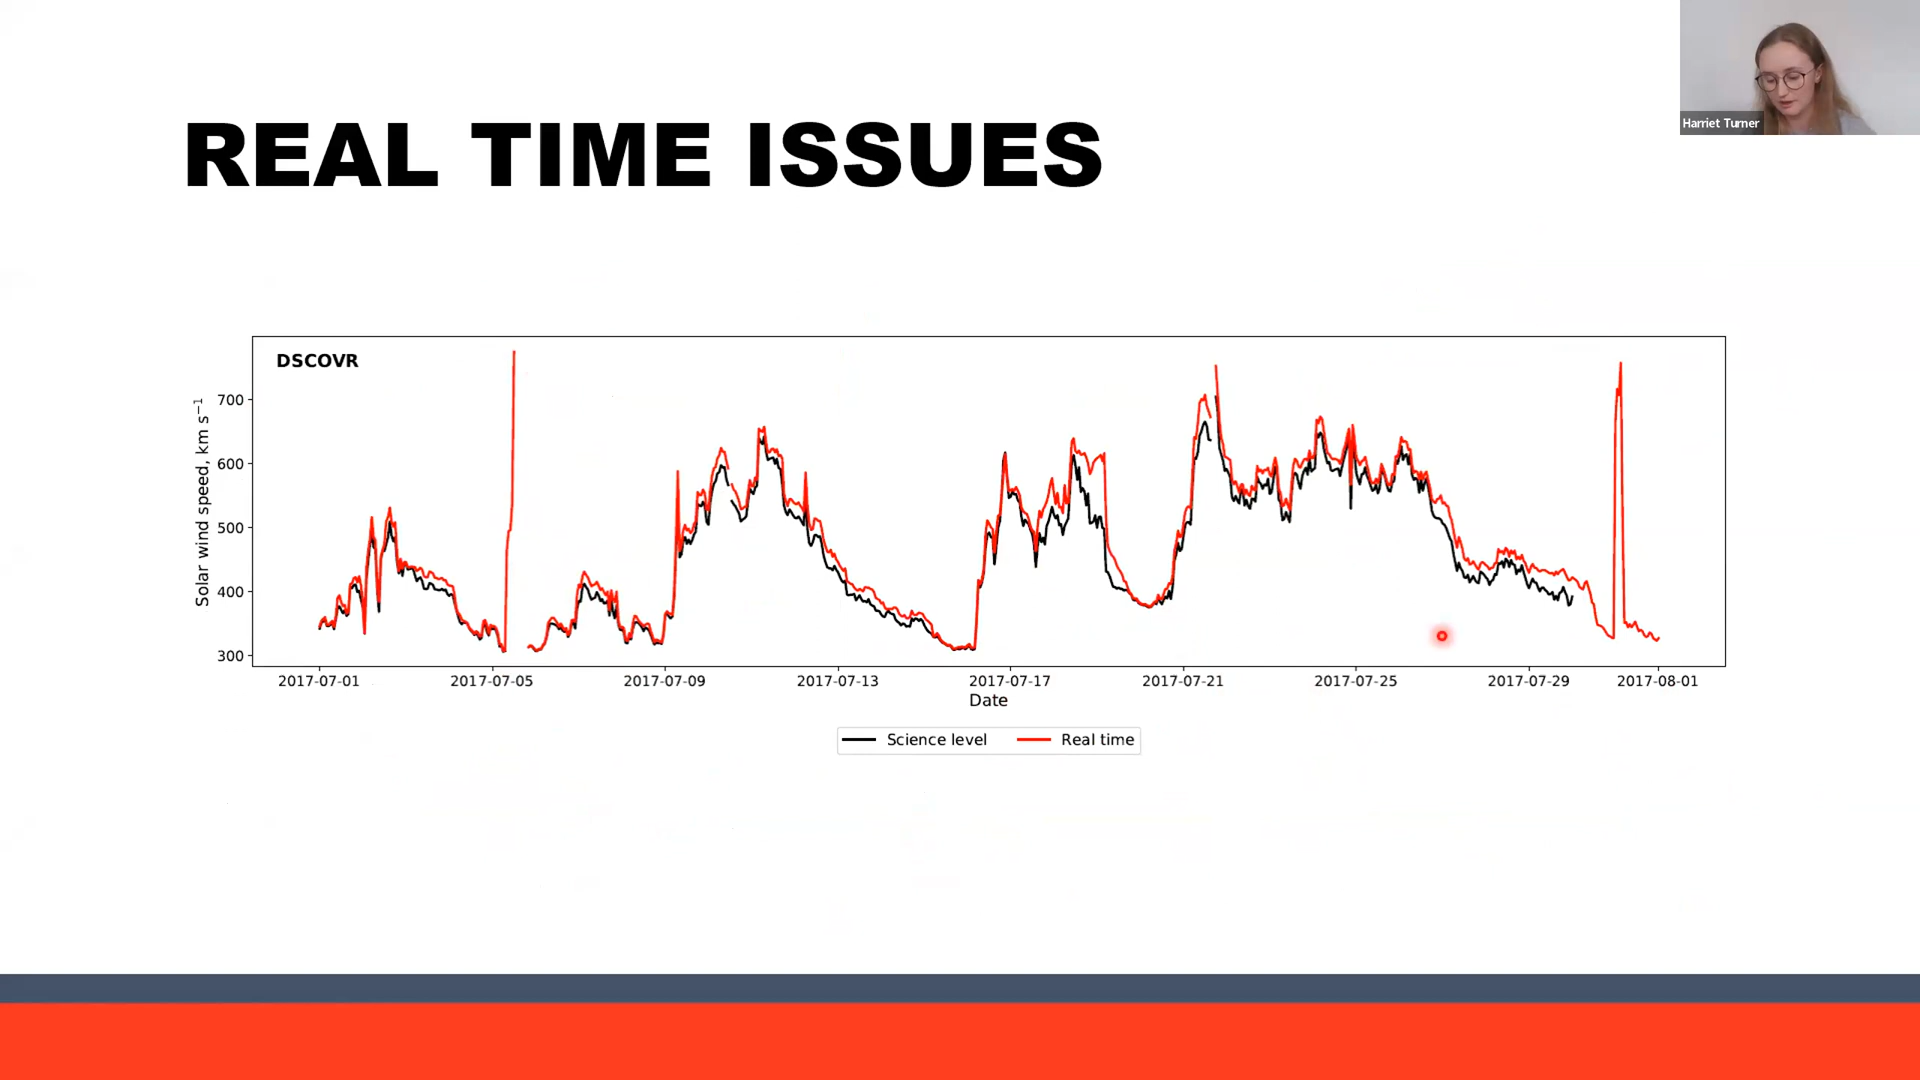 Harriet Turner
REAL TIME ISSUES
DSCOVR
700
600
500
400
300
Solar wind speed, km s⁻¹
2017-07-01 2017-07-05 2017-07-09 2017-07-13 2017-07-17 2017-07-21 2017-07-25 2017-07-29 2017-08-01
Date
Science level Real time